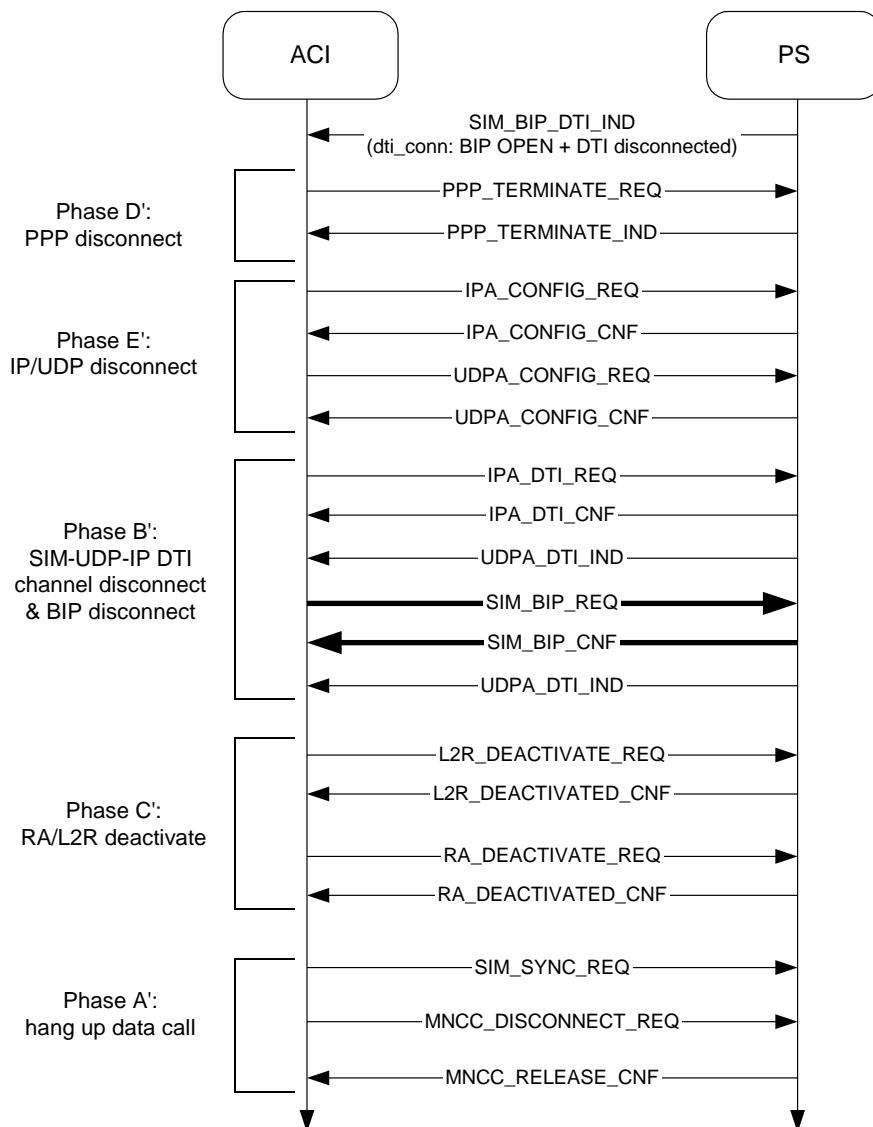 ACI
PS
SIM_BIP_DTI_IND
(dti_conn: BIP OPEN + DTI disconnected)
Phase D':
PPP disconnect
PPP_TERMINATE_REQ
PPP_TERMINATE_IND
Phase E':
IP/UDP disconnect
IPA_CONFIG_REQ
IPA_CONFIG_CNF
UDPA_CONFIG_REQ
UDPA_CONFIG_CNF
Phase B':
SIM-UDP-IP DTI
channel disconnect
& BIP disconnect
IPA_DTI_REQ
IPA_DTI_CNF
UDPA_DTI_IND
SIM_BIP_REQ
SIM_BIP_CNF
UDPA_DTI_IND
Phase C':
RA/L2R deactivate
L2R_DEACTIVATE_REQ
L2R_DEACTIVATED_CNF
RA_DEACTIVATE_REQ
RA_DEACTIVATED_CNF
Phase A':
hang up data call
SIM_SYNC_REQ
MNCC_DISCONNECT_REQ
MNCC_RELEASE_CNF